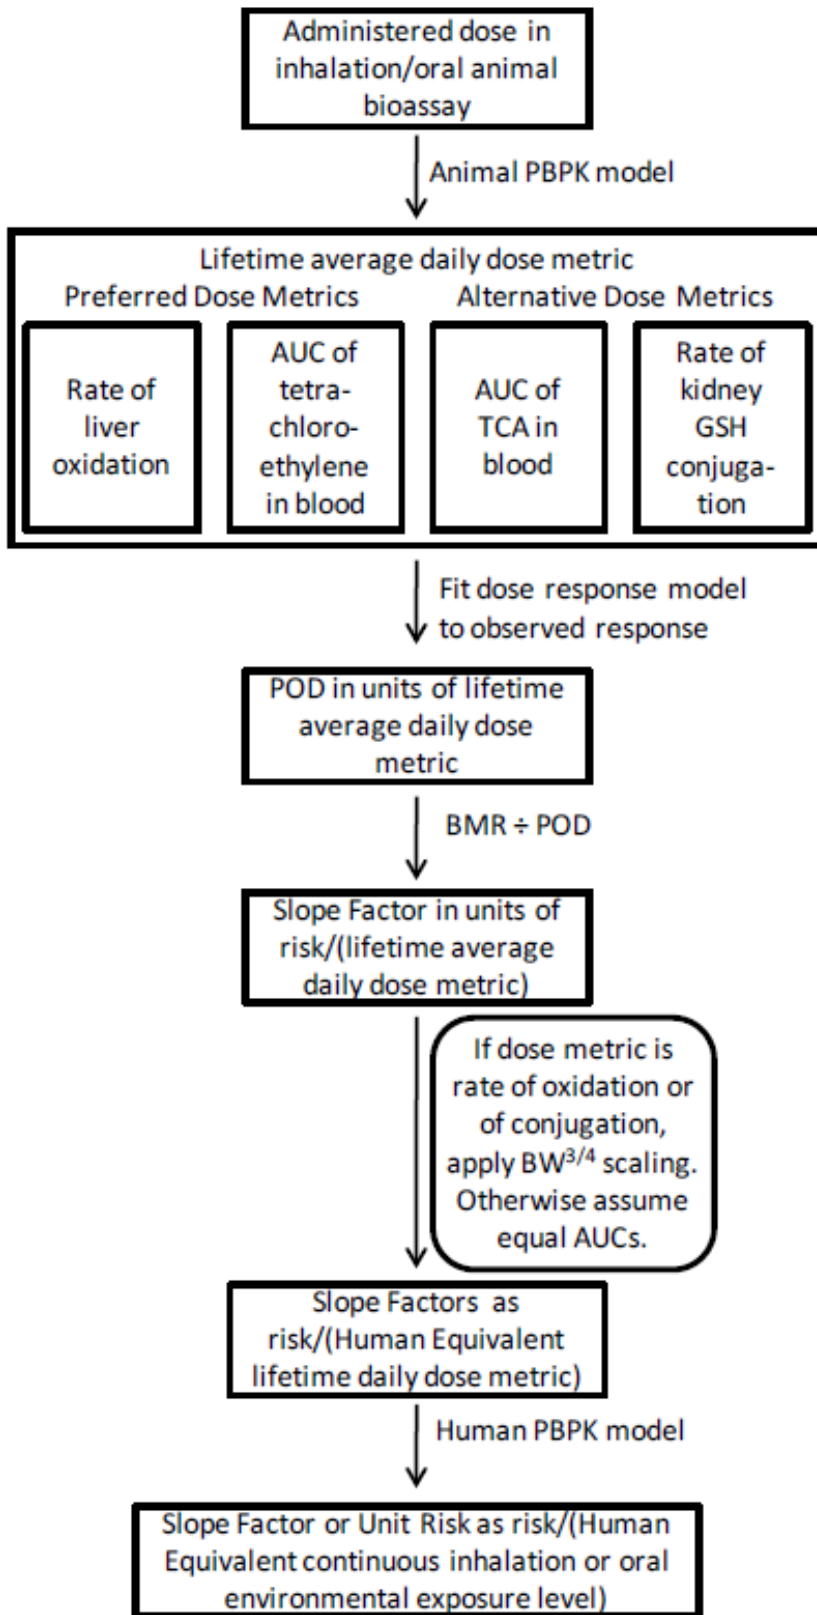 Administered dose in
inhalation/oral animal
bioassay
Animal PBPK model
Lifetime average daily dose metric
Preferred Dose Metrics
Alternative Dose Metrics
Rate of
liver
oxidation
AUC of
tetra-
chloro-
ethylene
in blood
AUC of
TCA in
blood
Rate of
kidney
GSH
conjuga-
tion
Fit dose response model
to observed response
POD in units of lifetime
average daily dose
metric
BMR ÷ POD
Slope Factor in units of
risk/(lifetime average
daily dose metric)
If dose metric is
rate of oxidation or
of conjugation,
apply BW³/⁴ scaling.
Otherwise assume
equal AUCs.
Slope Factors as
risk/(Human Equivalent
lifetime daily dose metric)
Human PBPK model
Slope Factor or Unit Risk as risk/(Human
Equivalent continuous inhalation or oral
environmental exposure level)